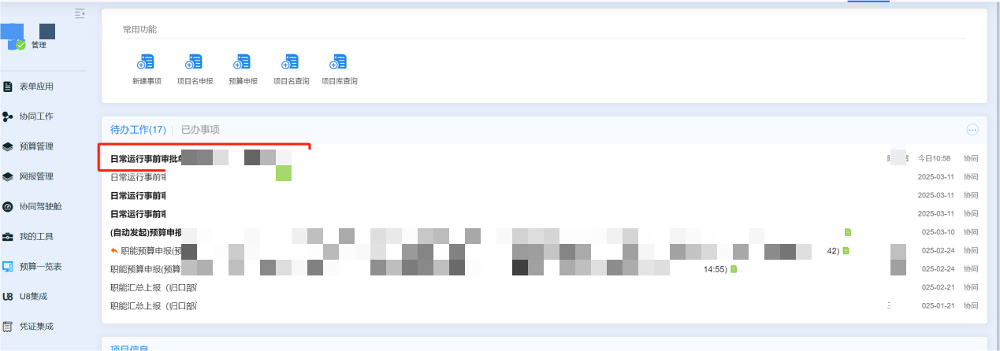 管理
表单应用
协同工作
预算管理
网报管理
协同驾驶舱
我的工具
预算一览表
U8 U8集成
凭证集成
常用功能
新建事项 项目名申报 预算申报 项目名查询 项目库查询
待办工作(17) 已办事项
日常运行事前审批单 今日10:58 协同
日常运行事前审 2025-03-11 协同
日常运行事前审 2025-03-11 协同
日常运行事前审 2025-03-11 协同
(自动发起)预算申报 025-03-10 协同
职能预算申报(预 42) 025-02-24 协同
职能预算申报(预算 14:55) 025-02-24 协同
职能汇总上报（归口部门 025-02-21 协同
职能汇总上报（归口部门 025-01-21 协同
项目信息